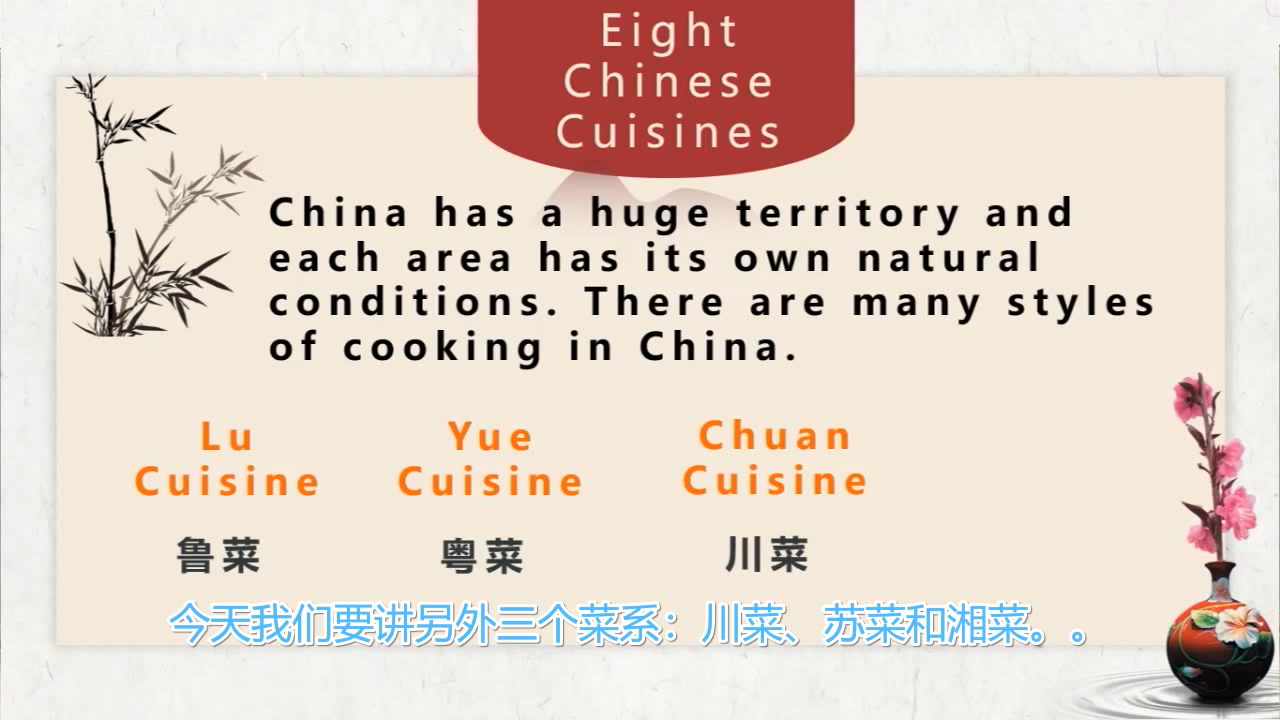 Eight
Chinese
Cuisines
China has a huge territory and
each area has its own natural
conditions. There are many styles
of cooking in China.
Lu
Cuisine
Yue
Cuisine
Chuan
Cuisine
鲁菜
粤菜
川菜
今天我们要讲另外三个菜系：川菜、苏菜和湘菜。。